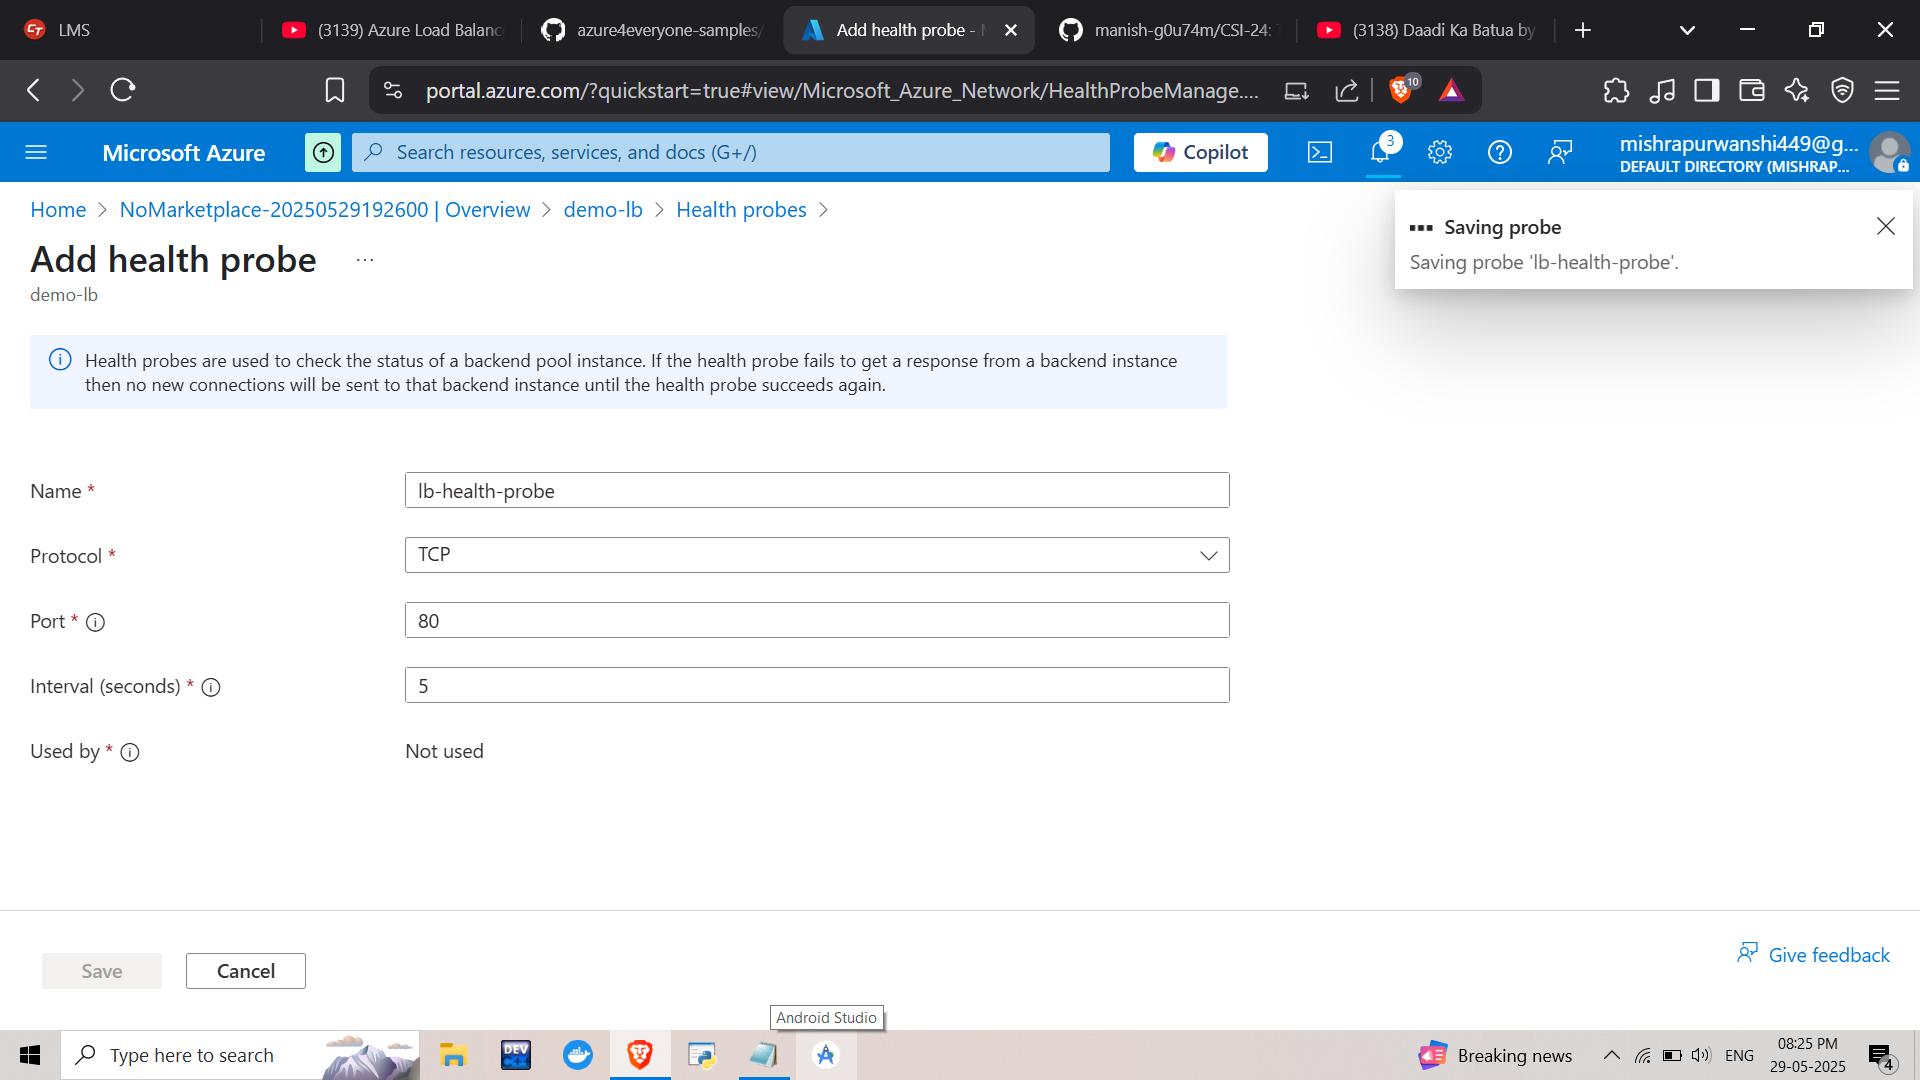 LMS
(3139) Azure Load Balanc
azure4everyone-samples/
Add health probe -
manish-g0u74m/CSI-24:
(3138) Daadi Ka Batua by
portal.azure.com/?quickstart=true#view/Microsoft_Azure_Network/HealthProbeManage....
10
Microsoft Azure
Search resources, services, and docs (G+/)
Copilot
3
mishrapurwanshi449@g...
DEFAULT DIRECTORY (MISHRAP...
Home > NoMarketplace-20250529192600 | Overview > demo-lb > Health probes >
Add health probe ...
demo-lb
Saving probe
Saving probe 'lb-health-probe'.
Health probes are used to check the status of a backend pool instance. If the health probe fails to get a response from a backend instance
then no new connections will be sent to that backend instance until the health probe succeeds again.
Name *
lb-health-probe
Protocol *
TCP
Port *
80
Interval (seconds) *
5
Used by *
Not used
Save
Cancel
Give feedback
Android Studio
Type here to search
DEV
C++
Breaking news
ENG
08:25 PM
29-05-2025
4